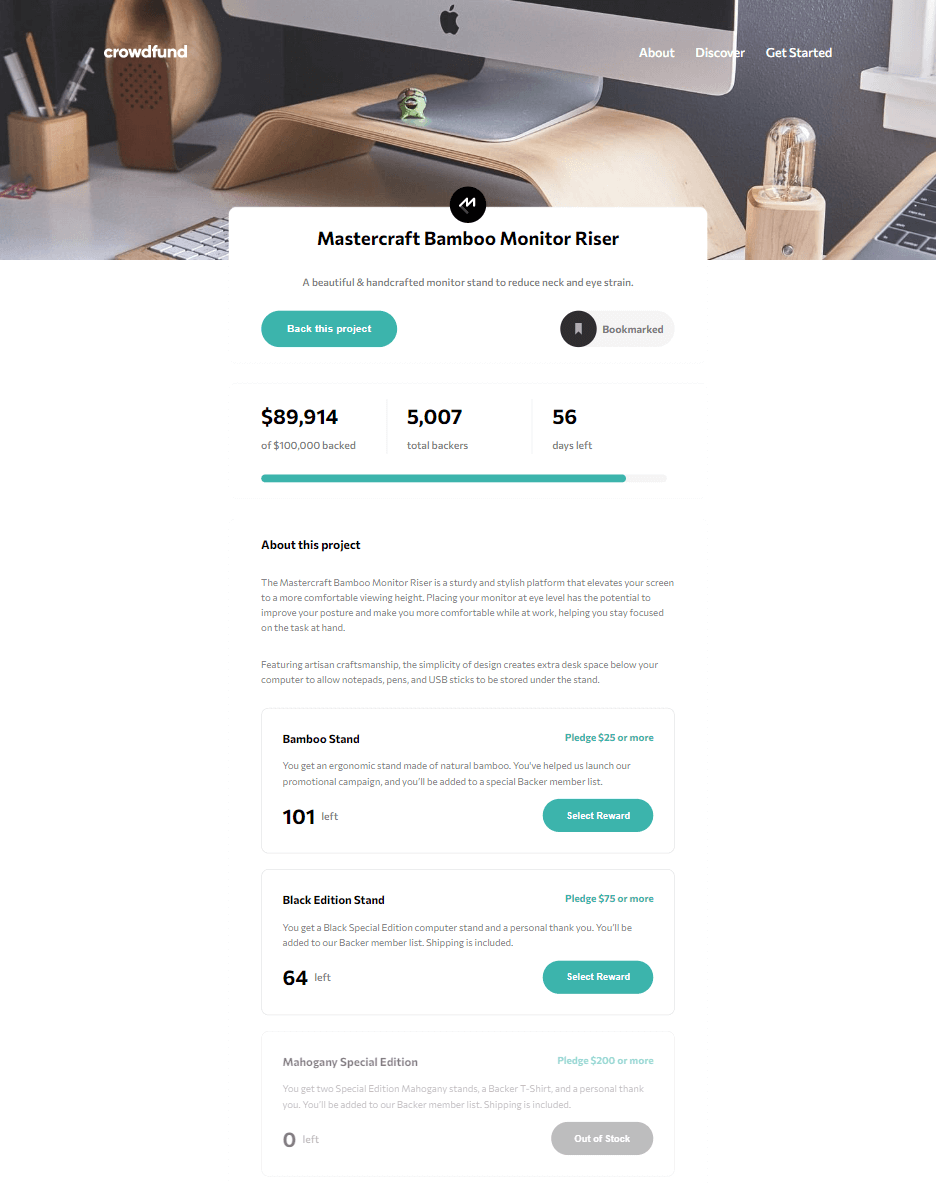 crowdfund
About Discover Get Started
Mastercraft Bamboo Monitor Riser
A beautiful & handcrafted monitor stand to reduce neck and eye strain.
Back this project
Bookmarked
$89,914
of $100,000 backed
5,007
total backers
56
days left
About this project
The Mastercraft Bamboo Monitor Riser is a sturdy and stylish platform that elevates your screen
to a more comfortable viewing height. Placing your monitor at eye level has the potential to
improve your posture and make you more comfortable while at work, helping you stay focused
on the task at hand.
Featuring artisan craftsmanship, the simplicity of design creates extra desk space below your
computer to allow notepads, pens, and USB sticks to be stored under the stand.
Bamboo Stand
Pledge $25 or more
You get an ergonomic stand made of natural bamboo. You've helped us launch our
promotional campaign, and you'll be added to a special Backer member list.
101 left
Select Reward
Black Edition Stand
Pledge $75 or more
You get a Black Special Edition computer stand and a personal thank you. You'll be
added to our Backer member list. Shipping is included.
64 left
Select Reward
Mahogany Special Edition
Pledge $200 or more
You get two Special Edition Mahogany stands, a Backer T-Shirt, and a personal thank
you. You'll be added to our Backer member list. Shipping is included.
0 left
Out of Stock